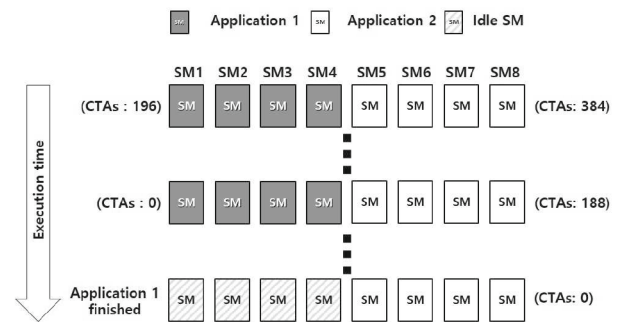 SM Application 1 SM Application 2 SM Idle SM
SM1 SM2 SM3 SM4 SM5 SM6 SM7 SM8
(CTAs : 196) SM SM SM SM SM SM SM SM (CTAs: 384)
Execution time
(CTAs : 0) SM SM SM SM SM SM SM SM (CTAs: 188)
Application 1
finished
SM SM SM SM SM SM SM SM (CTAs: 0)